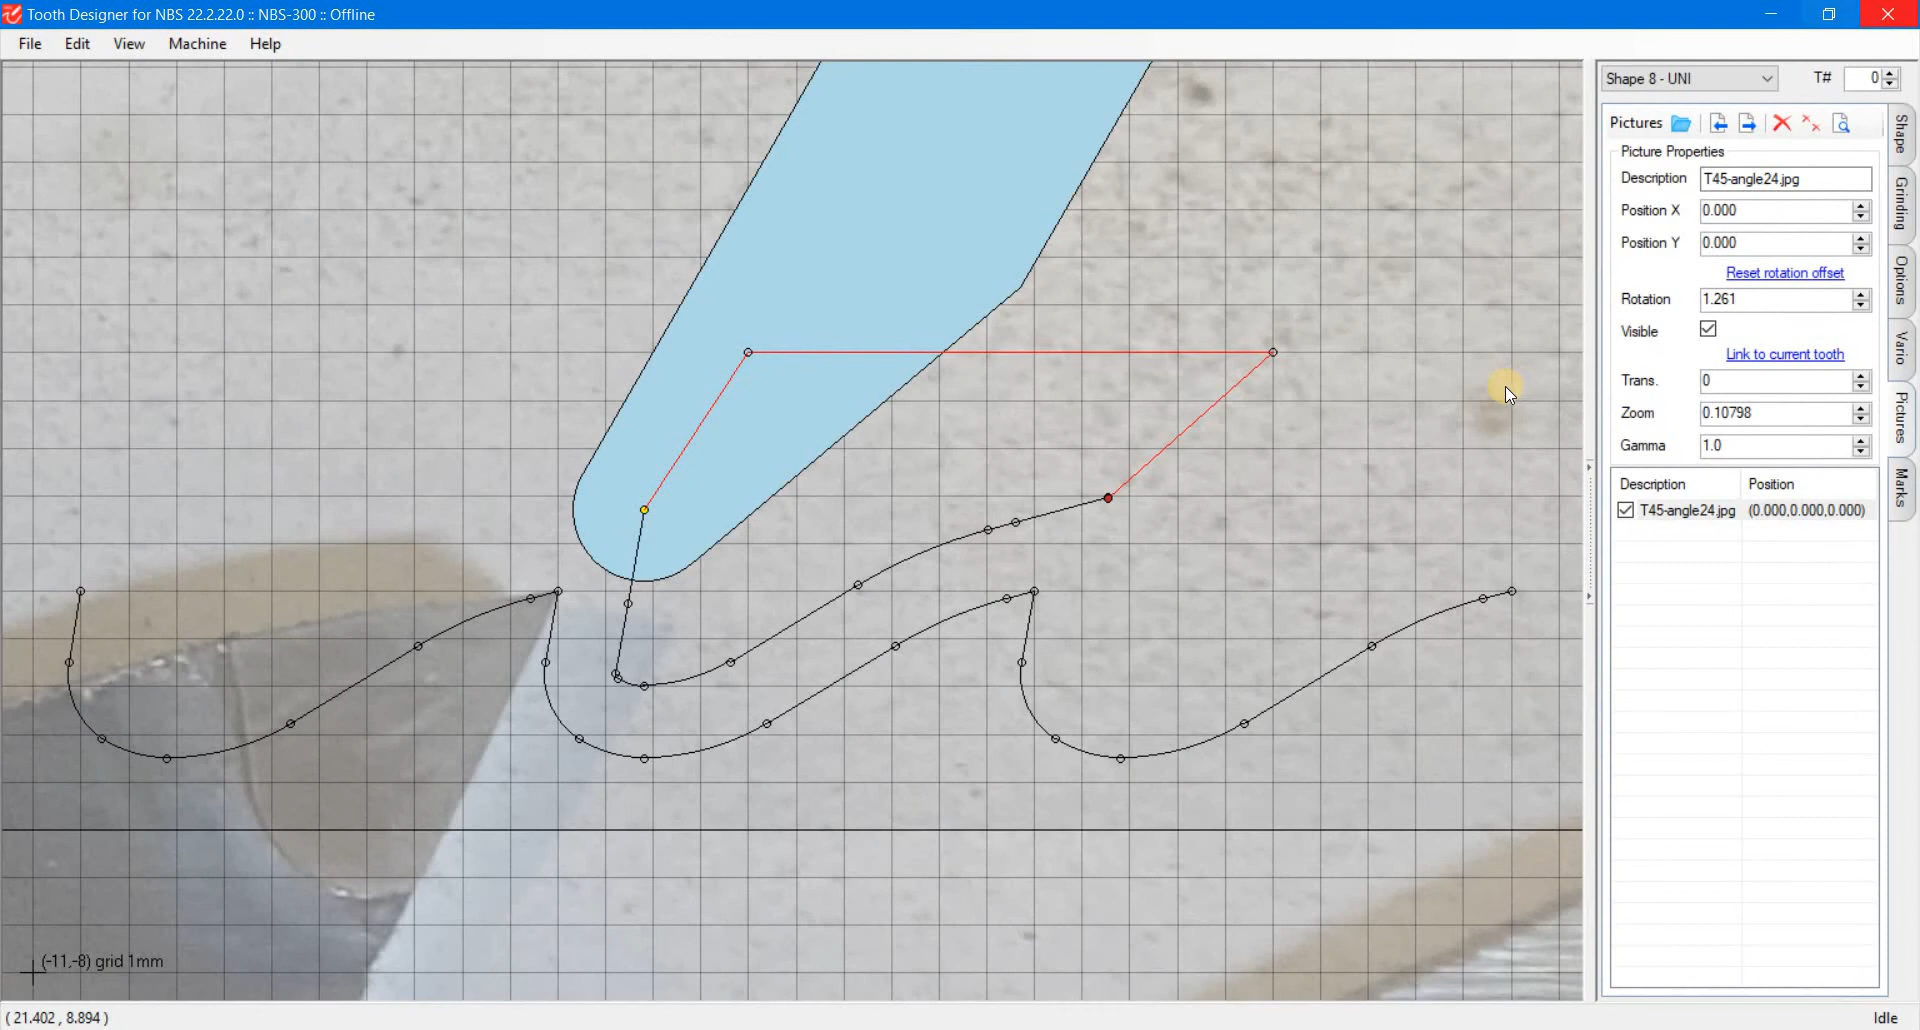 Tooth Designer for NBS 22.2.22.0 :: NBS-300 :: Offline
File Edit View Machine Help
Shape 8 - UNI T# 0
Pictures
Picture Properties
Description T45-angle24.jpg
Position X 0.000
Position Y 0.000
Reset rotation offset
Rotation 1.261
Visible
Link to current tooth
Trans. 0
Zoom 0.10798
Gamma 1.0
Description Position
T45-angle24.jpg (0.000,0.000,0.000)
Shape
Grinding
Options
Vario
Pictures
Marks
(-11,-8) grid 1mm
( 21.402 , 8.894 ) Idle